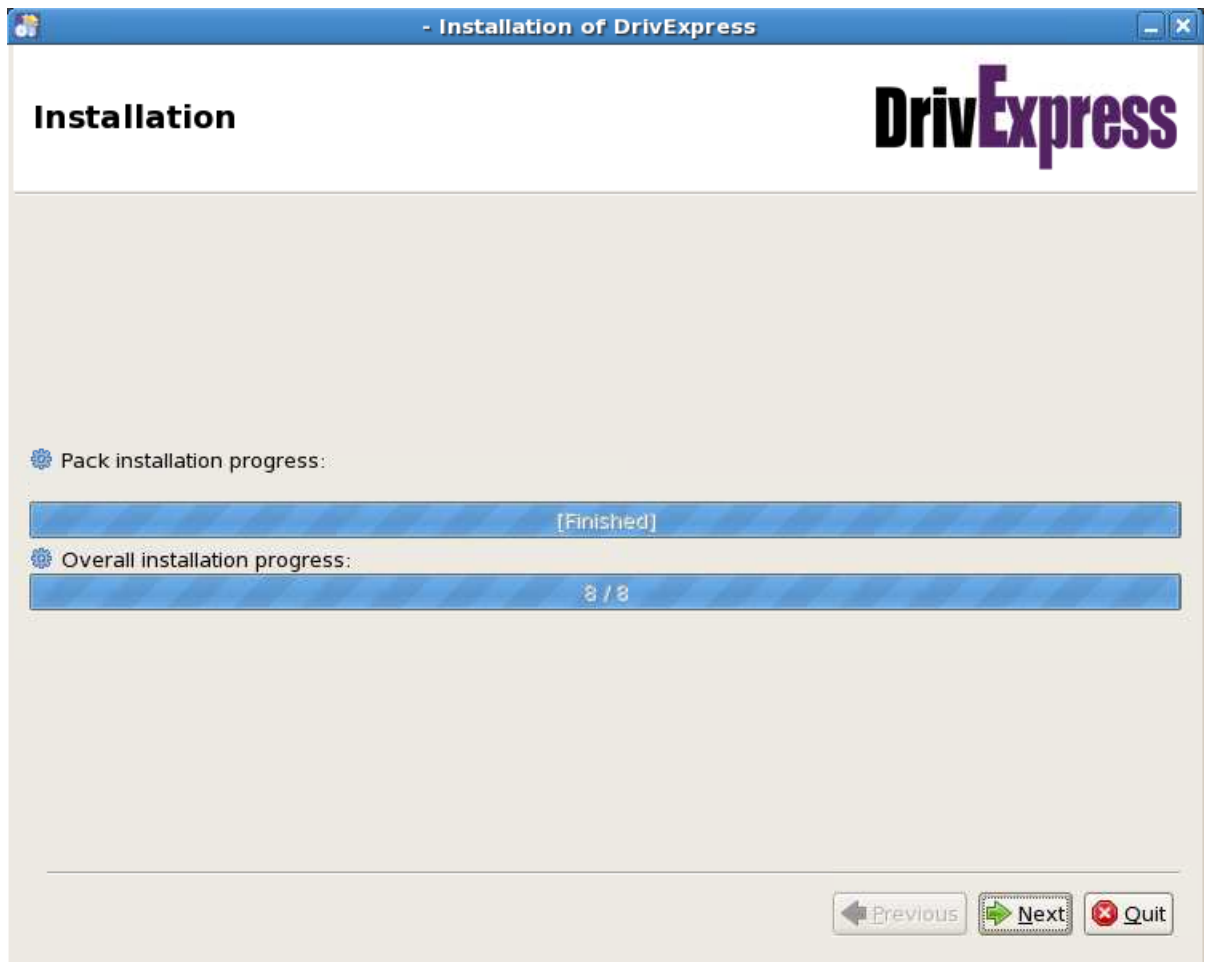 - Installation of DrivExpress
Installation
DrivExpress
Pack installation progress:
[Finished]
Overall installation progress:
8 / 8
Previous Next Quit